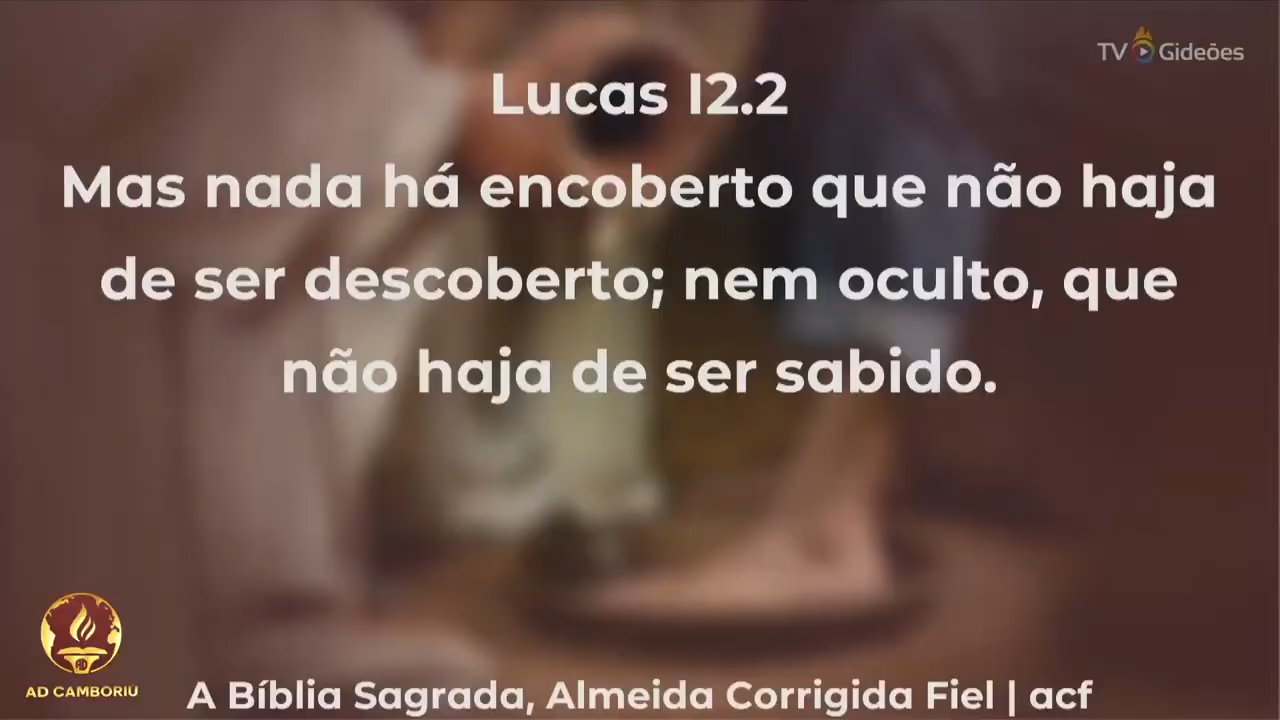 TV Gideões
Lucas 12.2
Mas nada há encoberto que não haja
de ser descoberto; nem oculto, que
não haja de ser sabido.
AD
AD CAMBORIÚ
A Bíblia Sagrada, Almeida Corrigida Fiel | acf